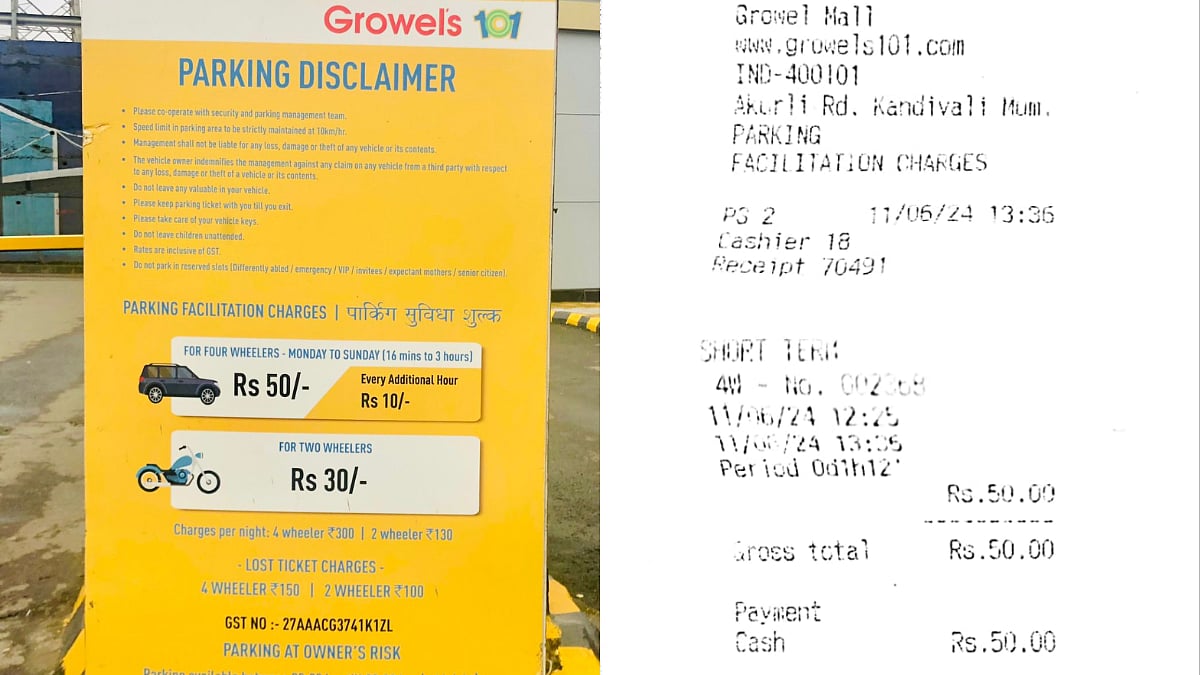 Growel's 101
PARKING DISCLAIMER
• Please co-operate with security and parking management team.
• Speed limit in parking area to be strictly maintained at 10km/hr.
• Management shall not be liable for any loss, damage or theft of any vehicle or its contents.
• The vehicle owner indemnifies the management against any claim on any vehicle from a third party with respect
to any loss, damage or theft of a vehicle or its contents.
• Do not leave any valuable in your vehicle.
• Please keep parking ticket with you till you exit.
• Please take care of your vehicle keys.
• Do not leave children unattended.
• Rates are inclusive of GST.
• Do not park in reserved slots (Differently abled / emergency / VIP / invitees / expectant mothers / senior citizen).
PARKING FACILITATION CHARGES | पार्किंग सुविधा शुल्क
FOR FOUR WHEELERS - MONDAY TO SUNDAY (16 mins to 3 hours)
Rs 50/-
Every Additional Hour
Rs 10/-
FOR TWO WHEELERS
Rs 30/-
Charges per night: 4 wheeler ₹300 | 2 wheeler ₹130
- LOST TICKET CHARGES -
4 WHEELER ₹150 | 2 WHEELER ₹100
GST NO :- 27AAACG3741K1ZL
PARKING AT OWNER'S RISK
Parking available
Growel Mall
www.growels101.com
IND-400101
Akurli Rd. Kandivali Mum.
PARKING
FACILITATION CHARGES
PS 2 11/06/24 13:36
Cashier 18
Receipt 70491
SHORT TERM
4W - No. 002368
11/06/24 12:25
11/06/24 13:36
Period 0d1h12'
Rs.50.00
Gross total Rs.50.00
Payment
Cash Rs.50.00